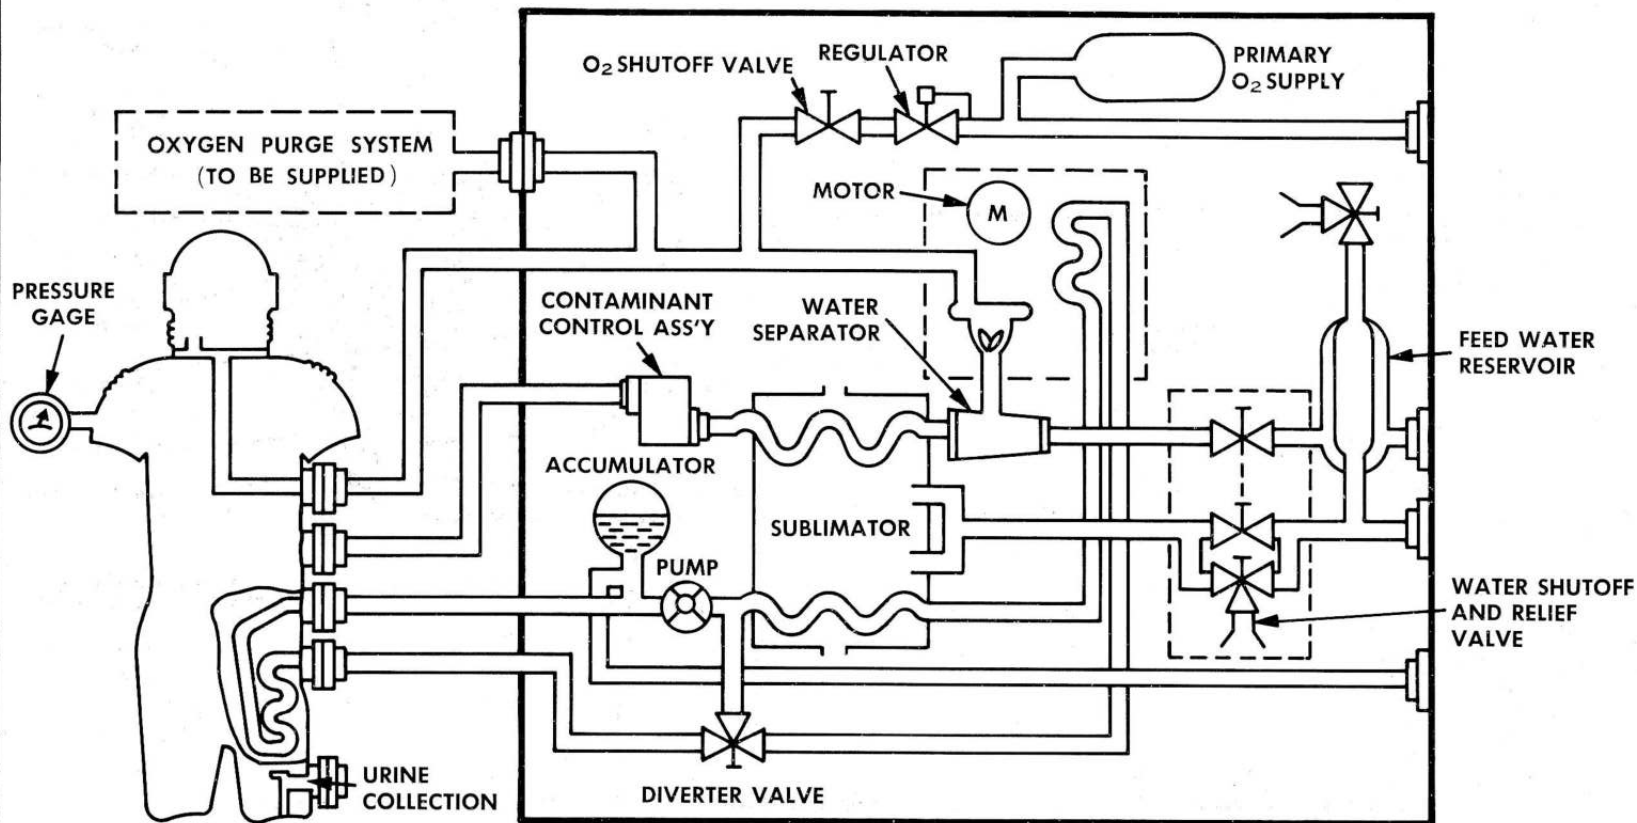 O2 SHUTOFF VALVE
REGULATOR
PRIMARY
O2 SUPPLY
OXYGEN PURGE SYSTEM
(TO BE SUPPLIED)
MOTOR
M
PRESSURE
GAGE
CONTAMINANT
CONTROL ASS'Y
WATER
SEPARATOR
FEED WATER
RESERVOIR
ACCUMULATOR
SUBLIMATOR
PUMP
WATER SHUTOFF
AND RELIEF
VALVE
URINE
COLLECTION
DIVERTER VALVE